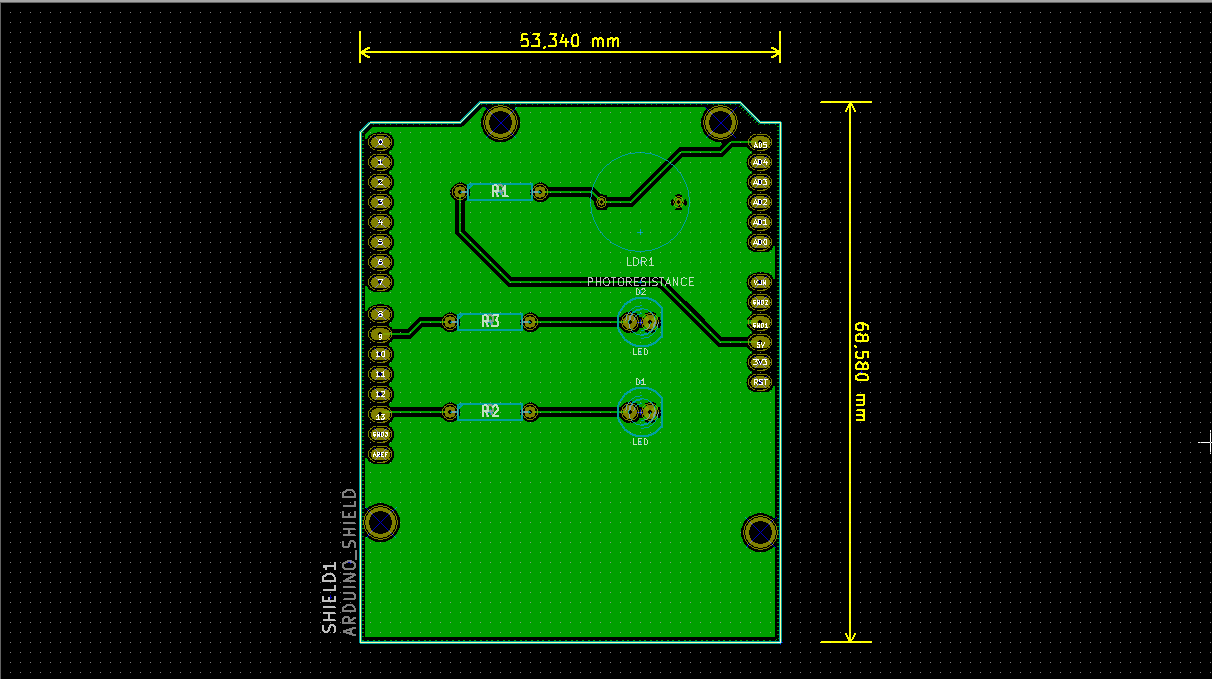 53,340 mm
0
1
2
3
4
5
6
7
8
9
10
11
12
13
GND3
AREF
R1
LDR1
PHOTORESISTANCE
D2
R3
LED
D1
R2
LED
AD5
AD4
AD3
AD2
AD1
AD0
VIN
GND2
GND1
5V
3V3
RST
68,580 mm
SHIELD1
ARDUINO_SHIELD